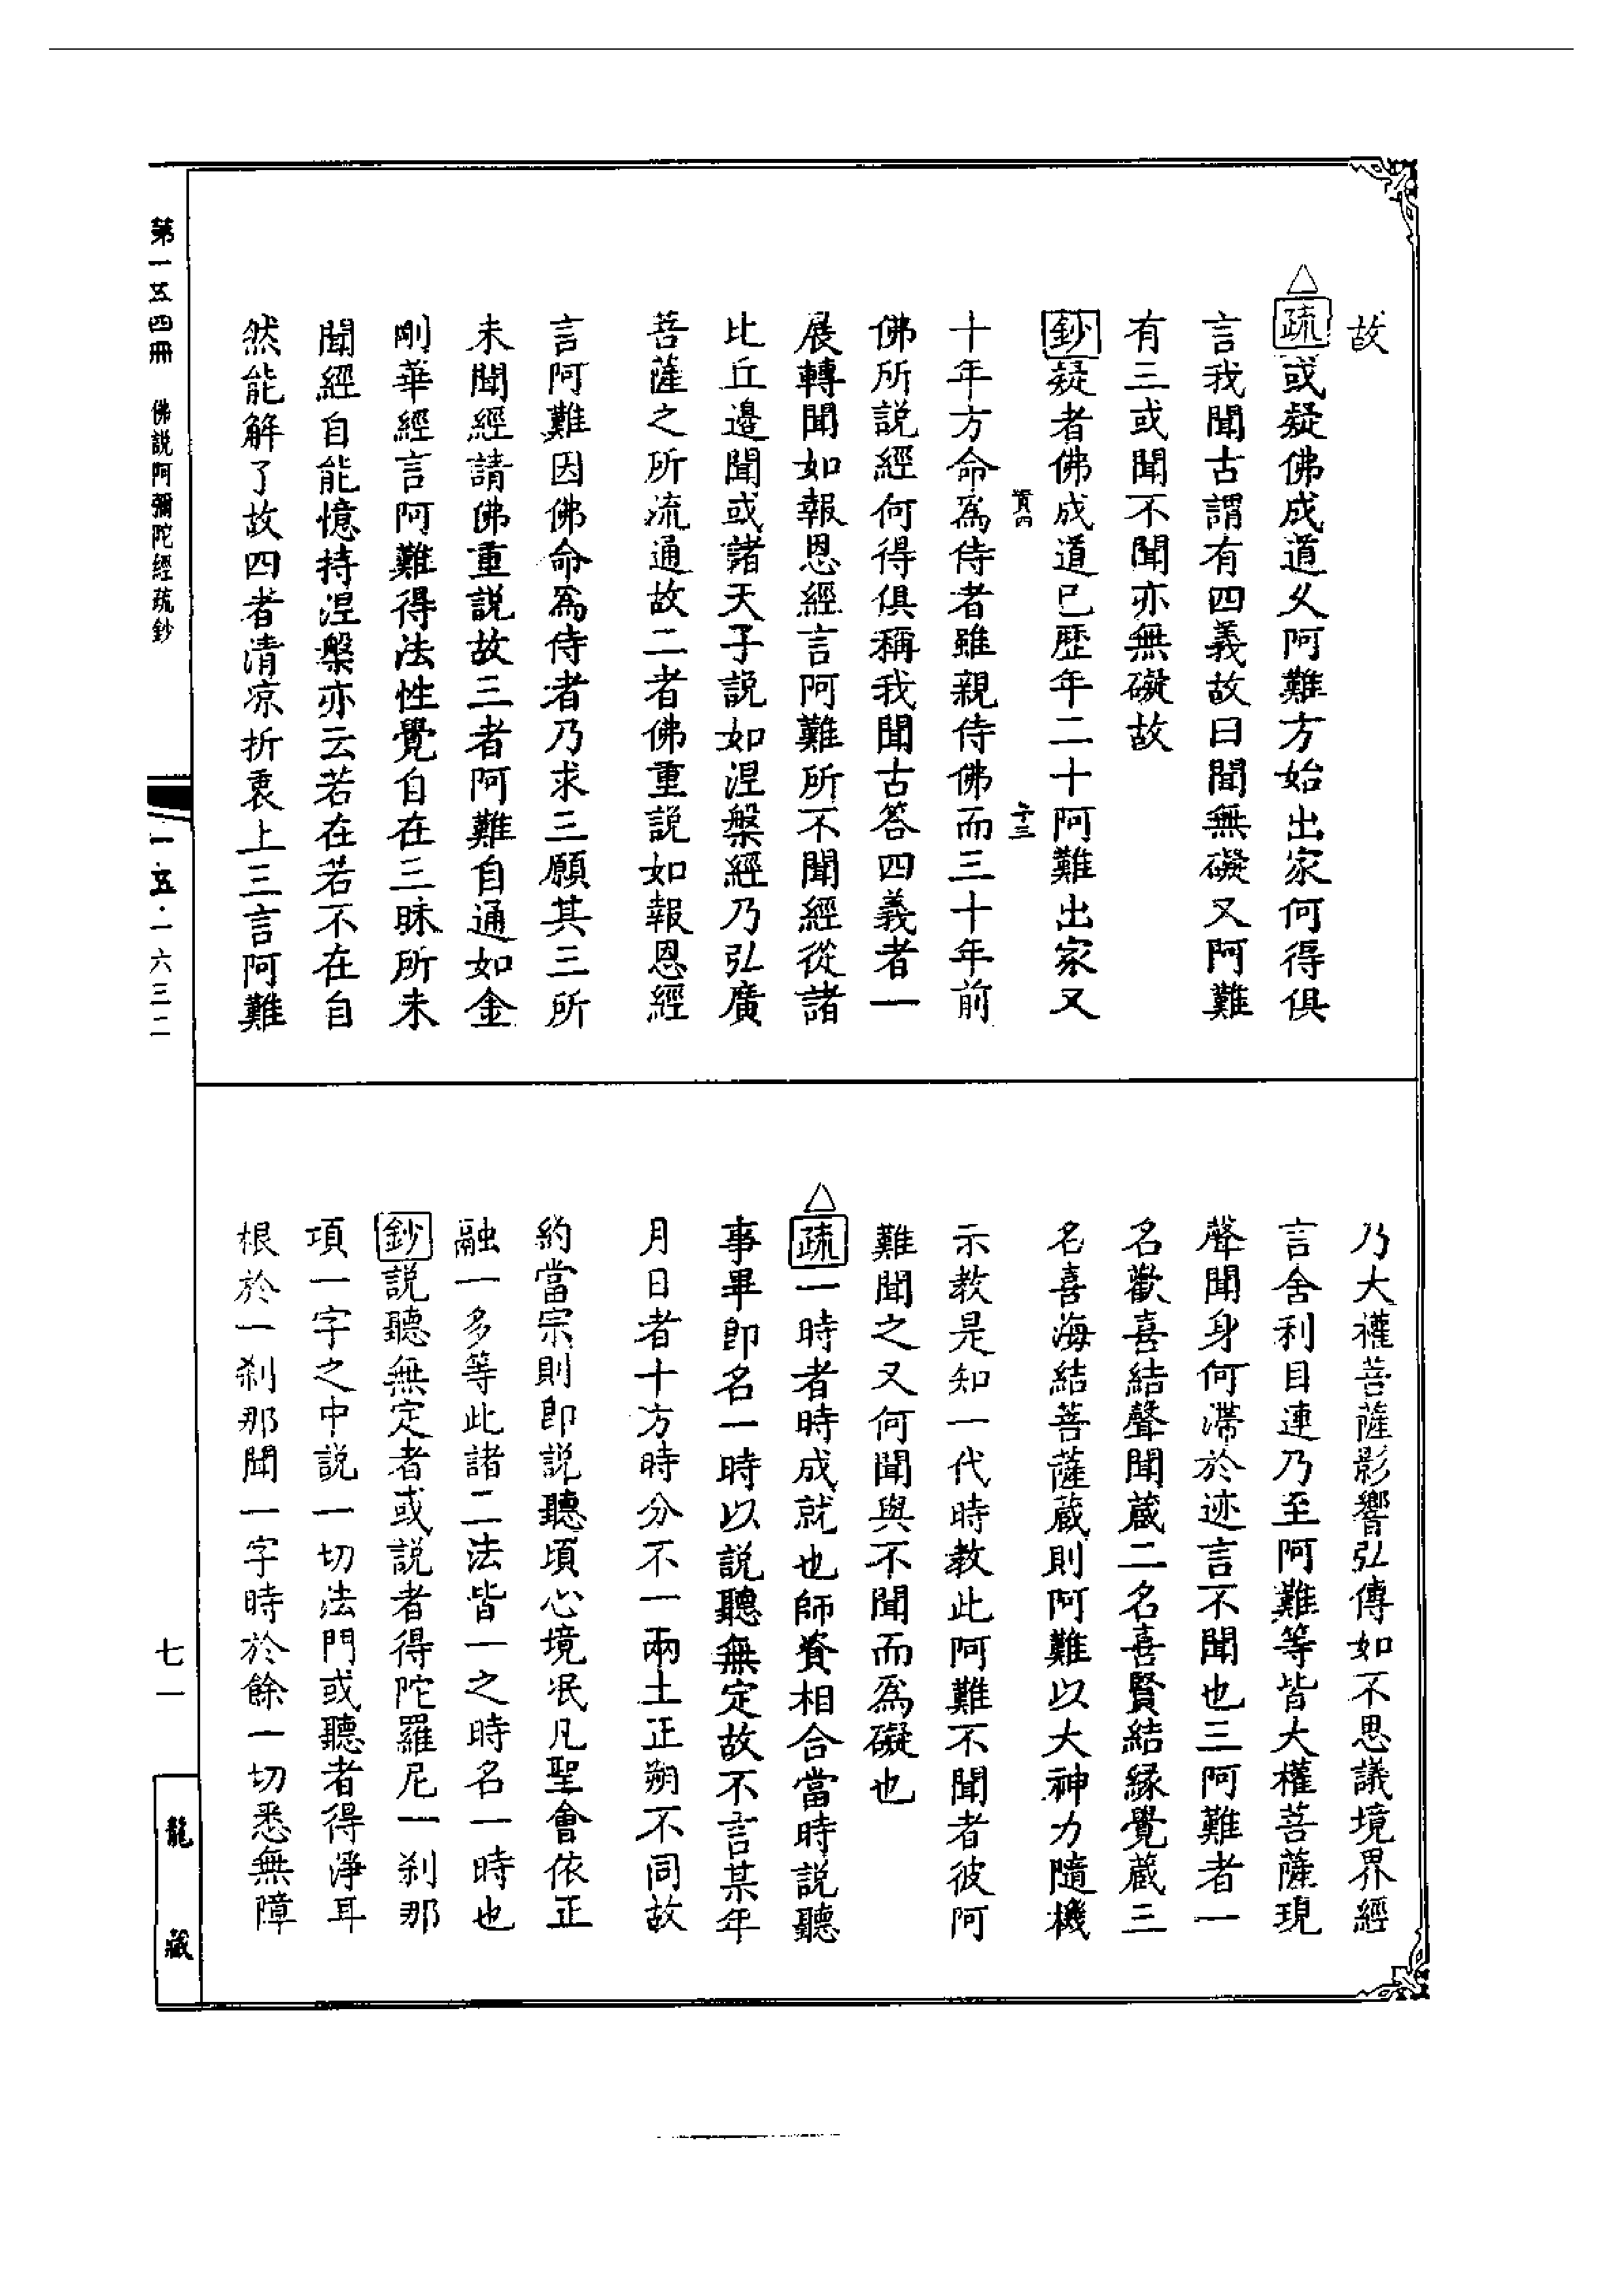 故
△疏或疑佛成道久阿難方始出家何得俱
言我聞古謂有四義故曰聞無礙又阿難
有三或聞不聞亦無礙故
鈔疑者佛成道已歷年二十阿難出家又
十年方命為侍者雖親侍佛而三十年前
佛所說經何得俱稱我聞古答四義者一
展轉聞如報恩經言阿難所不聞經從諸
比丘邊聞或諸天子說如涅槃經乃弘廣
菩薩之所流通故二者佛重說如報恩經
言阿難因佛命為侍者乃求三願其三所
未聞經請佛重說故三者阿難自通如金
剛華經言阿難得法性覺自在三昧所未
聞經自能憶持涅槃亦云若在若不在自
然能解了故四者清凉折衷上三言阿難
乃大權菩薩影響弘傳如不思議境界經
言舍利目連乃至阿難等皆大權菩薩現
聲聞身何滯於迹言不聞也三阿難者一
名歡喜結聲聞藏二名喜賢結緣覺藏三
名喜海結菩薩藏則阿難以大神力隨機
示教是知一代時教此阿難不聞者彼阿
難聞之又何聞與不聞而為礙也
△疏一時者時成就也師資相合當時說聽
事畢即名一時以說聽無定故不言某年
月日者十方時分不一兩土正朔不同故
約當宗則即說聽頃心境泯凡聖會依正
融一多等此諸二法皆一之時名一時也
鈔說聽無定者或說者得陀羅尼一刹那
項一字之中說一切法門或聽者得淨耳
根於一刹那聞一字時於餘一切悉無障
第一五四冊 佛說阿彌陀經疏鈔
一五·一六三二
七一
龍藏